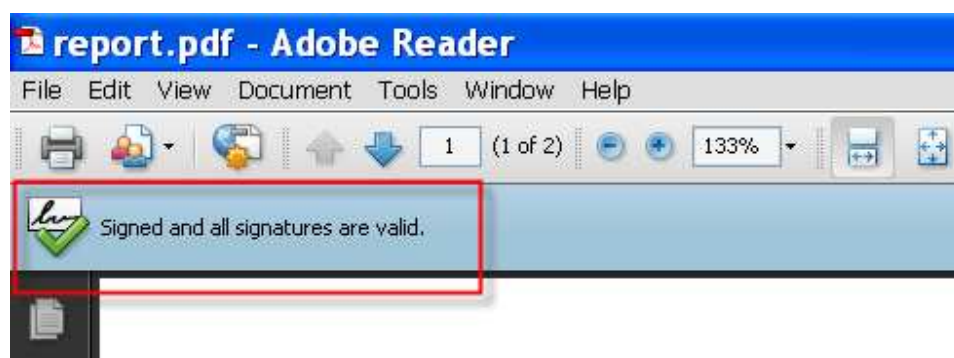 report.pdf - Adobe Reader
File Edit View Document Tools Window Help
1 (1 of 2) 133%
Signed and all signatures are valid.